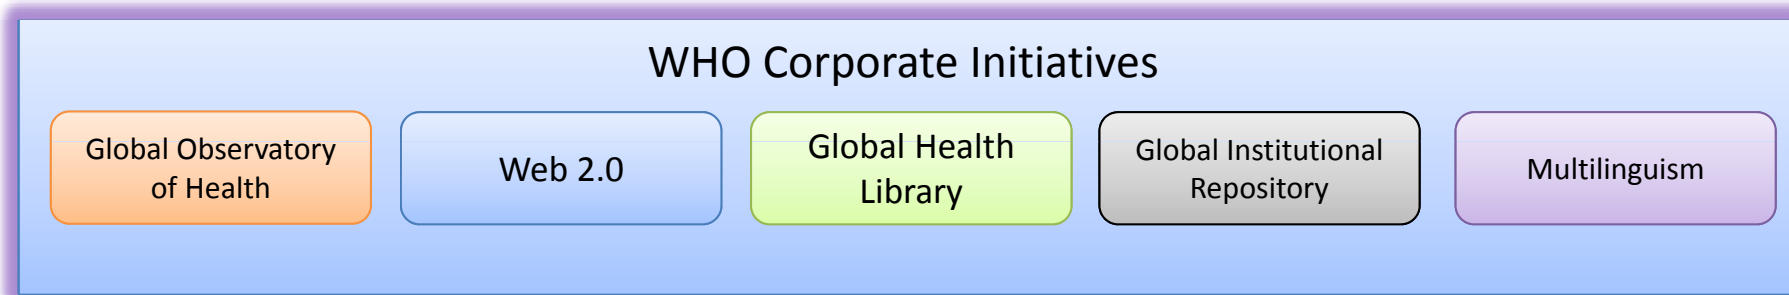 WHO Corporate Initiatives
Global Observatory
of Health
Web 2.0
Global Health
Library
Global Institutional
Repository
Multilinguism